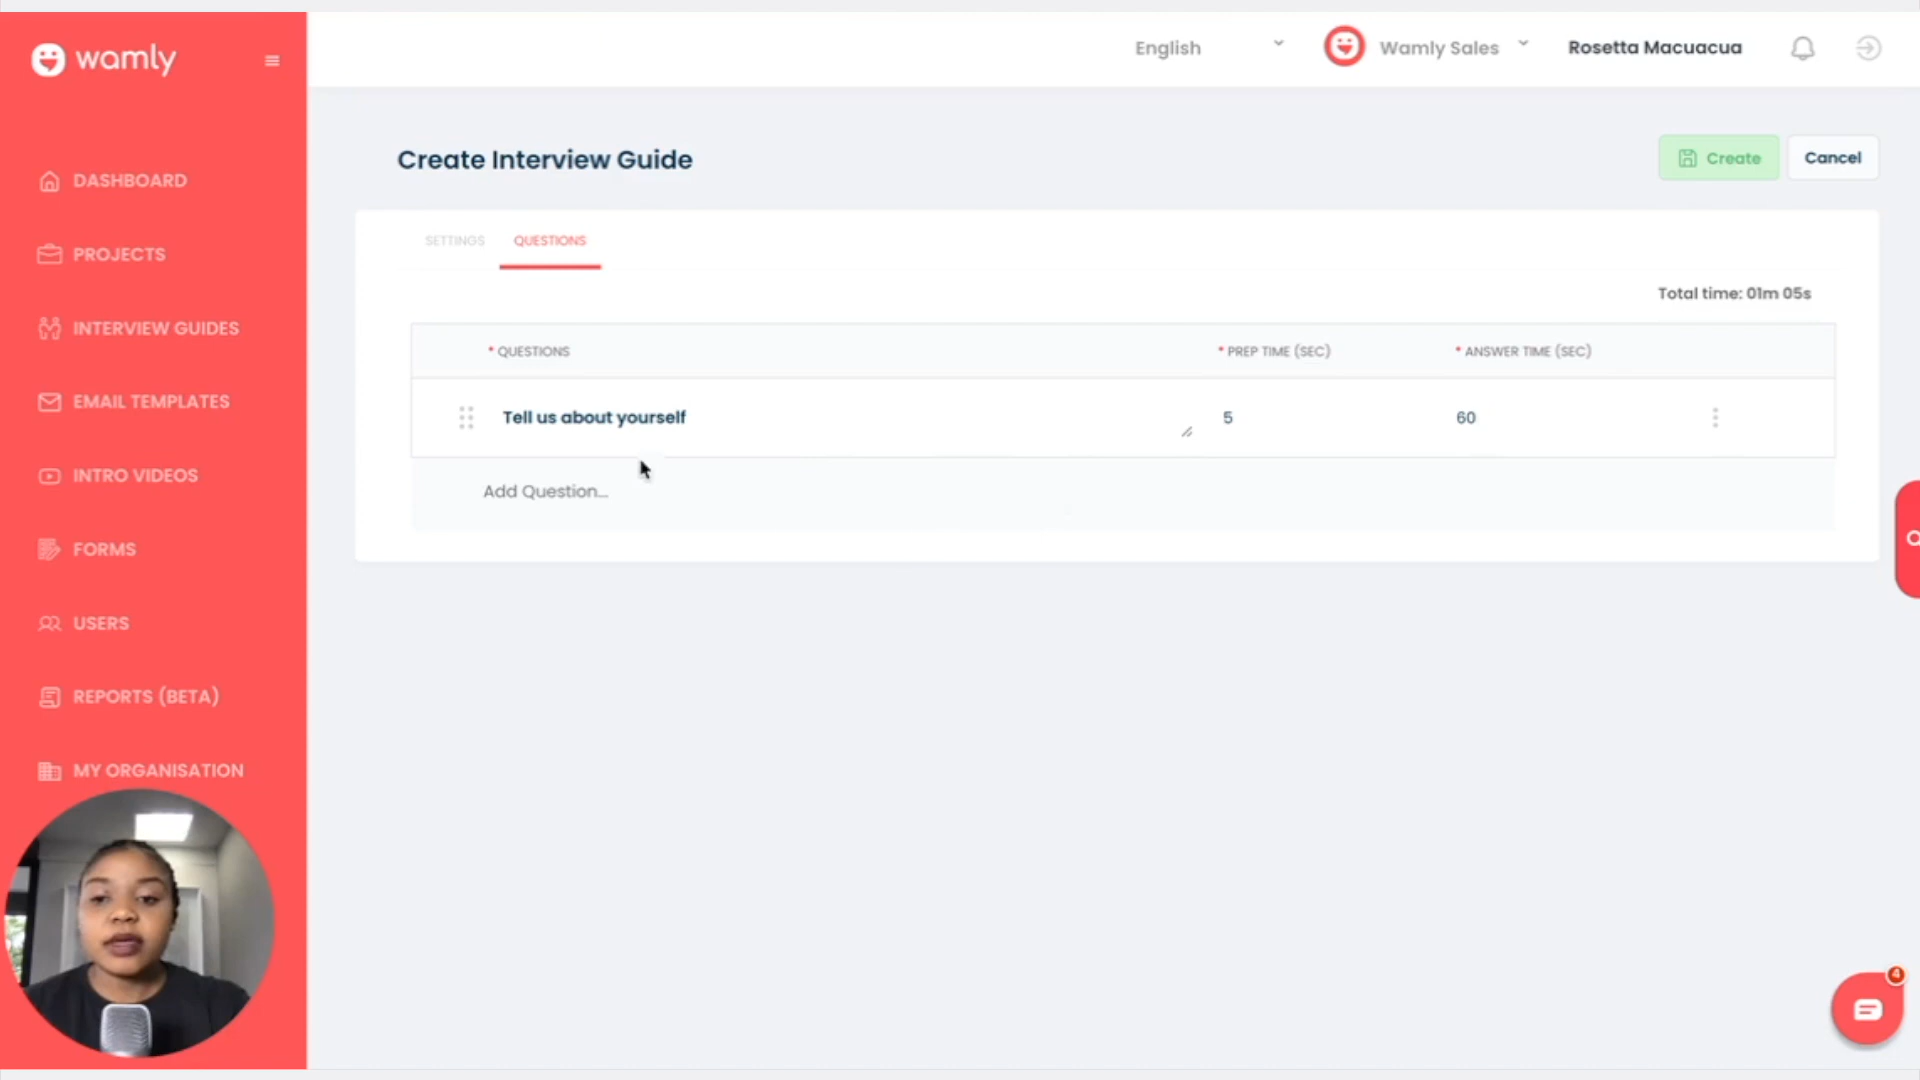 wamly
English
Wamly Sales
Rosetta Macuacua
DASHBOARD
PROJECTS
INTERVIEW GUIDES
EMAIL TEMPLATES
INTRO VIDEOS
FORMS
USERS
REPORTS (BETA)
MY ORGANISATION
Create Interview Guide
Create
Cancel
SETTINGS
QUESTIONS
Total time: 01m 05s
* QUESTIONS
* PREP TIME (SEC)
* ANSWER TIME (SEC)
Tell us about yourself
5
60
Add Question...
4